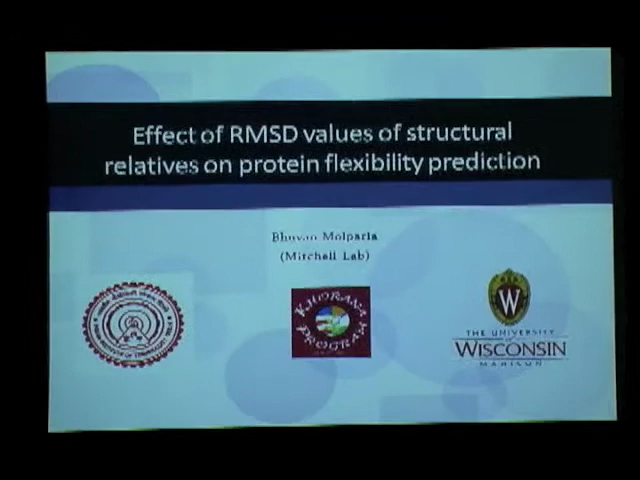 Effect of RMSD values of structural
relatives on protein flexibility prediction
Bhuvan Molparia
(Mitchell Lab)
KHORANA
PROGRAM
W
THE UNIVERSITY
of
WISCONSIN
MADISON